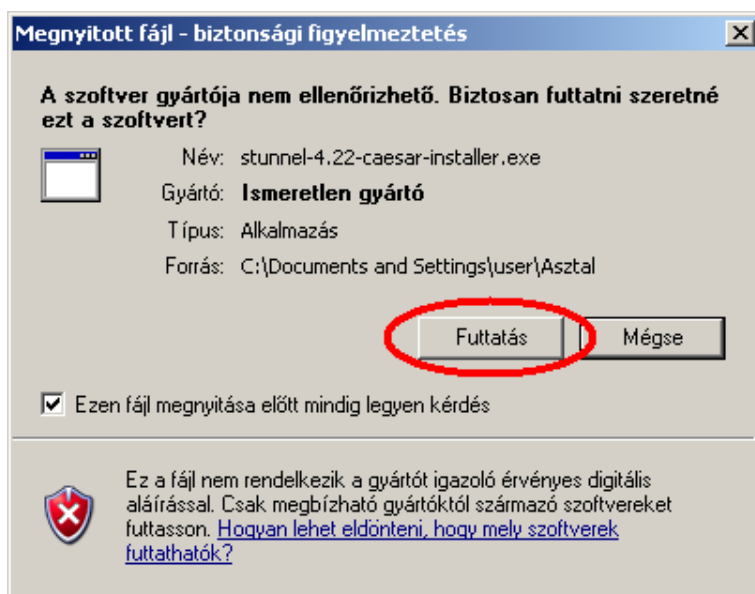 Megnyitott fájl - biztonsági figyelmeztetés
A szoftver gyártója nem ellenőrizhető. Biztosan futtatni szeretné
ezt a szoftvert?
Név: stunnel-4.22-caesar-installer.exe
Gyártó: Ismeretlen gyártó
Típus: Alkalmazás
Forrás: C:\Documents and Settings\user\Asztal
Futtatás Mégse
Ezen fájl megnyitása előtt mindig legyen kérdés
Ez a fájl nem rendelkezik a gyártót igazoló érvényes digitális
aláírással. Csak megbízható gyártóktól származó szoftvereket
futtasson. Hogyan lehet eldönteni, hogy mely szoftverek
futtathatók?